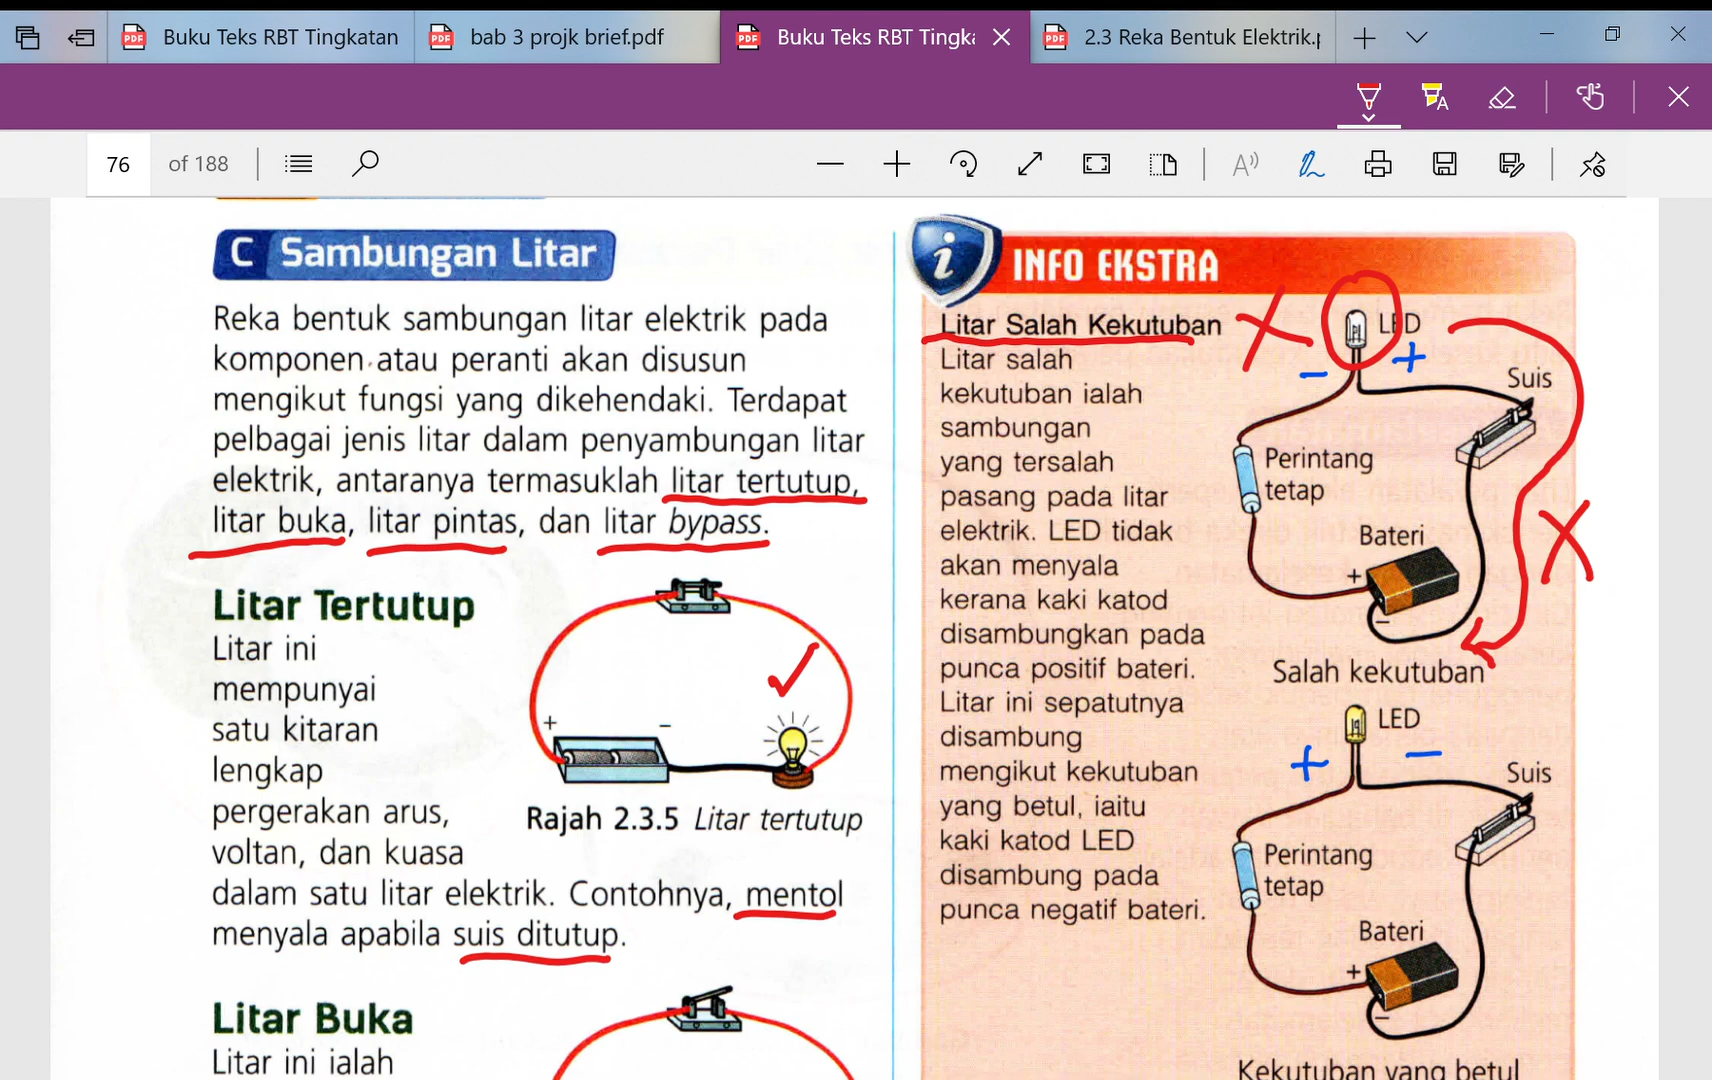 Buku Teks RBT Tingkatan
bab 3 projk brief.pdf
Buku Teks RBT Tingka
2.3 Reka Bentuk Elektrik.p
76 of 188
C Sambungan Litar
Reka bentuk sambungan litar elektrik pada
komponen atau peranti akan disusun
mengikut fungsi yang dikehendaki. Terdapat
pelbagai jenis litar dalam penyambungan litar
elektrik, antaranya termasuklah litar tertutup,
litar buka, litar pintas, dan litar bypass.
Litar Tertutup
Litar ini
mempunyai
satu kitaran
lengkap
pergerakan arus,
voltan, dan kuasa
dalam satu litar elektrik. Contohnya, mentol
menyala apabila suis ditutup.
+ −
Rajah 2.3.5 Litar tertutup
Litar Buka
Litar ini ialah
i INFO EKSTRA
Litar Salah Kekutuban
Litar salah
kekutuban ialah
sambungan
yang tersalah
pasang pada litar
elektrik. LED tidak
akan menyala
kerana kaki katod
disambungkan pada
punca positif bateri.
Litar ini sepatutnya
disambung
mengikut kekutuban
yang betul, iaitu
kaki katod LED
disambung pada
punca negatif bateri.
LED
− +
Suis
Perintang
tetap
Bateri
+
−
Salah kekutuban
LED
+ −
Suis
Perintang
tetap
Bateri
+
−
Kekutuban yang betul